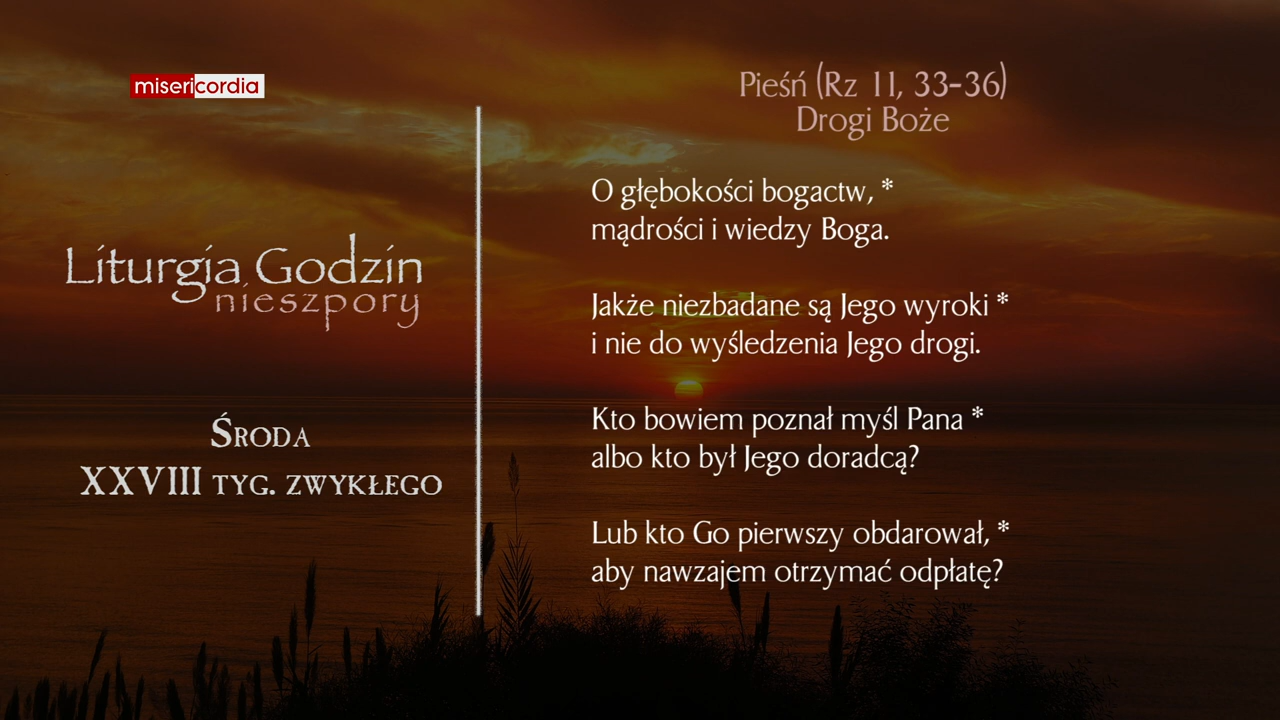 misericordia
Liturgia Godzin
nieszpory
Środa
XXVIII tyg. zwykłego
Pieśń (Rz 11, 33-36)
Drogi Boże
O głębokości bogactw, *
mądrości i wiedzy Boga.
Jakże niezbadane są Jego wyroki *
i nie do wyśledzenia Jego drogi.
Kto bowiem poznał myśl Pana *
albo kto był Jego doradcą?
Lub kto Go pierwszy obdarował, *
aby nawzajem otrzymać odpłatę?